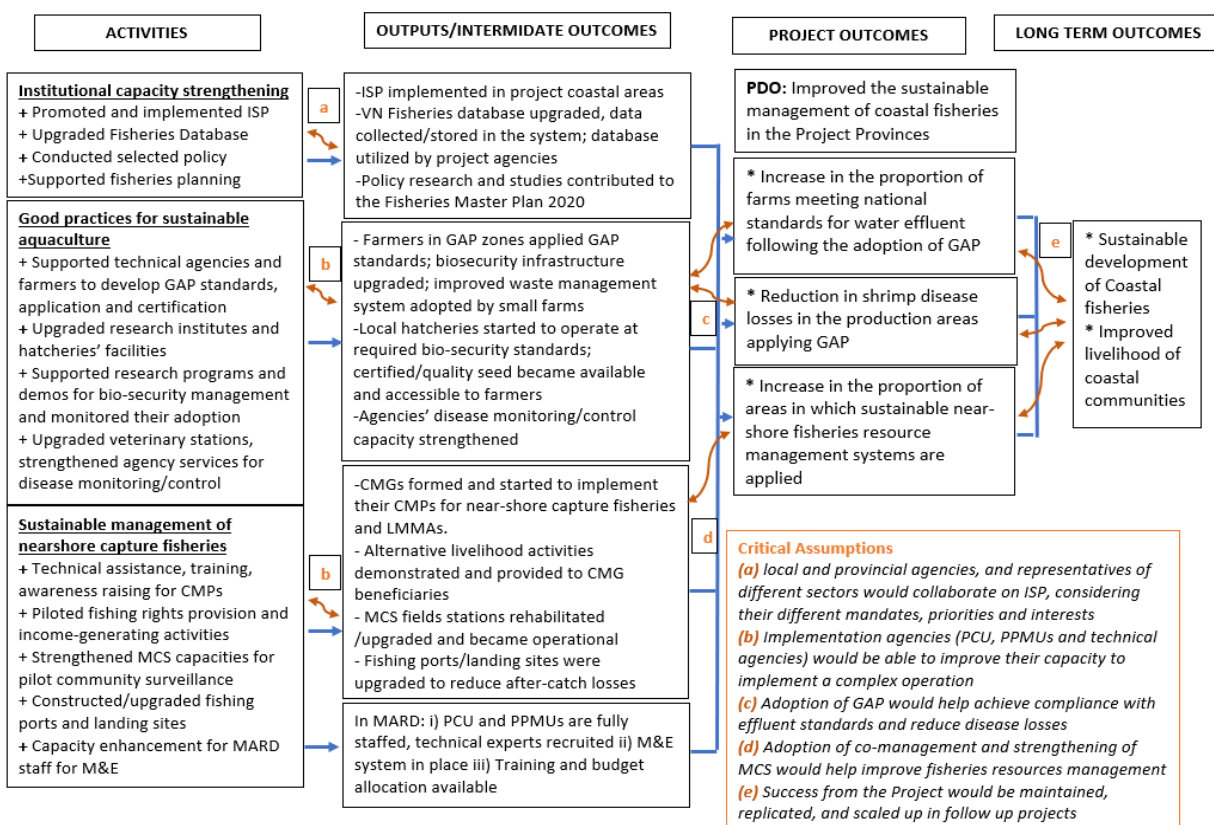 ACTIVITIES
OUTPUTS/INTERMIDATE OUTCOMES
PROJECT OUTCOMES
LONG TERM OUTCOMES
Institutional capacity strengthening
+ Promoted and implemented ISP
+ Upgraded Fisheries Database
+ Conducted selected policy
+Supported fisheries planning
Good practices for sustainable
aquaculture
+ Supported technical agencies and
farmers to develop GAP standards,
application and certification
+ Upgraded research institutes and
hatcheries’ facilities
+ Supported research programs and
demos for bio-security management
and monitored their adoption
+ Upgraded veterinary stations,
strengthened agency services for
disease monitoring/control
Sustainable management of
nearshore capture fisheries
+ Technical assistance, training,
awareness raising for CMPs
+ Piloted fishing rights provision and
income-generating activities
+ Strengthened MCS capacities for
pilot community surveillance
+ Constructed/upgraded fishing
ports and landing sites
+ Capacity enhancement for MARD
staff for M&E
a
b
b
-ISP implemented in project coastal areas
-VN Fisheries database upgraded, data
collected/stored in the system; database
utilized by project agencies
-Policy research and studies contributed to
the Fisheries Master Plan 2020
- Farmers in GAP zones applied GAP
standards; biosecurity infrastructure
upgraded; improved waste management
system adopted by small farms
-Local hatcheries started to operate at
required bio-security standards;
certified/quality seed became available
and accessible to farmers
-Agencies’ disease monitoring/control
capacity strengthened
-CMGs formed and started to implement
their CMPs for near-shore capture fisheries
and LMMAs.
- Alternative livelihood activities
demonstrated and provided to CMG
beneficiaries
- MCS fields stations rehabilitated
/upgraded and became operational
- Fishing ports/landing sites were
upgraded to reduce after-catch losses
In MARD: i) PCU and PPMUs are fully
staffed, technical experts recruited ii) M&E
system in place iii) Training and budget
allocation available
c
d
PDO: Improved the sustainable
management of coastal fisheries
in the Project Provinces
* Increase in the proportion of
farms meeting national
standards for water effluent
following the adoption of GAP
* Reduction in shrimp disease
losses in the production areas
applying GAP
* Increase in the proportion of
areas in which sustainable near-
shore fisheries resource
management systems are
applied
e
* Sustainable
development
of Coastal
fisheries
* Improved
livelihood of
coastal
communities
Critical Assumptions
(a) local and provincial agencies, and representatives of
different sectors would collaborate on ISP, considering
their different mandates, priorities and interests
(b) Implementation agencies (PCU, PPMUs and technical
agencies) would be able to improve their capacity to
implement a complex operation
(c) Adoption of GAP would help achieve compliance with
effluent standards and reduce disease losses
(d) Adoption of co-management and strengthening of
MCS would help improve fisheries resources management
(e) Success from the Project would be maintained,
replicated, and scaled up in follow up projects